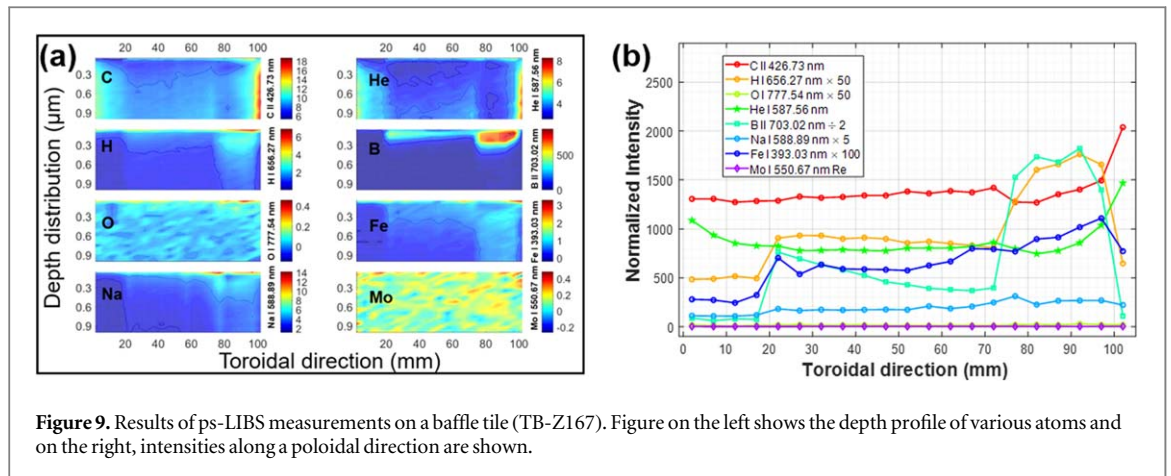 (a)
20 40 60 80 100
20 40 60 80 100
0.3
0.6
0.9
C
18
16
14
12
10
8
6
C II 426.73 nm
0.3
0.6
0.9
He
8
6
4
He I 587.56 nm
0.3
0.6
0.9
H
6
4
2
H I 656.27 nm
0.3
0.6
0.9
B
500
0
B II 703.02 nm
0.3
0.6
0.9
O
0.4
0.2
0
O I 777.54 nm
0.3
0.6
0.9
Fe
3
2
1
0
Fe I 393.03 nm
0.3
0.6
0.9
Na
14
12
10
8
6
4
2
Na I 588.89 nm
0.3
0.6
0.9
Mo
0.4
0.2
0
-0.2
Mo I 550.67 nm
20 40 60 80 100
20 40 60 80 100
Depth distribution (μm)
Toroidal direction (mm)
(b)
Normalized Intensity
2500
2000
1500
1000
500
0
C II 426.73 nm
H I 656.27 nm × 50
O I 777.54 nm × 50
He I 587.56 nm
B II 703.02 nm ÷ 2
Na I 588.89 nm × 5
Fe I 393.03 nm × 100
Mo I 550.67 nm Re
0 10 20 30 40 50 60 70 80 90 100
Toroidal direction (mm)
Figure 9. Results of ps-LIBS measurements on a baffle tile (TB-Z167). Figure on the left shows the depth profile of various atoms and
on the right, intensities along a poloidal direction are shown.